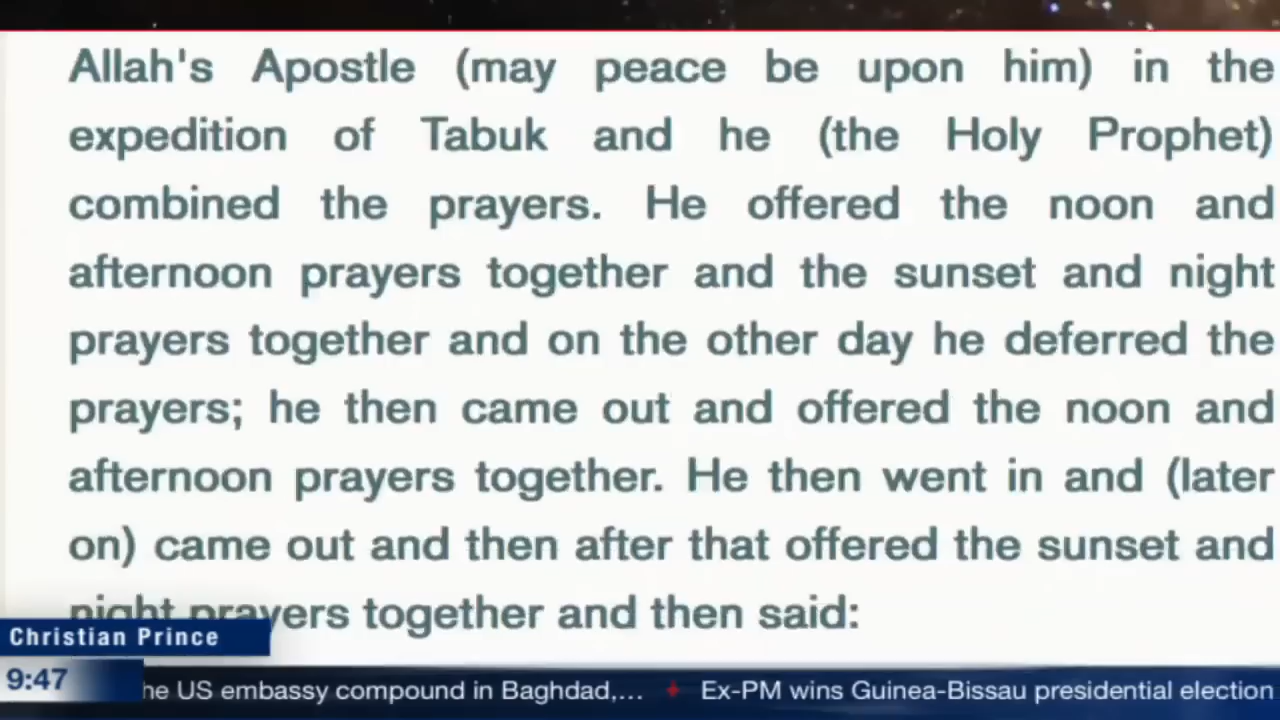 Allah's Apostle (may peace be upon him) in the
expedition of Tabuk and he (the Holy Prophet)
combined the prayers. He offered the noon and
afternoon prayers together and the sunset and night
prayers together and on the other day he deferred the
prayers; he then came out and offered the noon and
afternoon prayers together. He then went in and (later
on) came out and then after that offered the sunset and
night prayers together and then said:
Christian Prince
9:47
he US embassy compound in Baghdad,... Ex-PM wins Guinea-Bissau presidential election